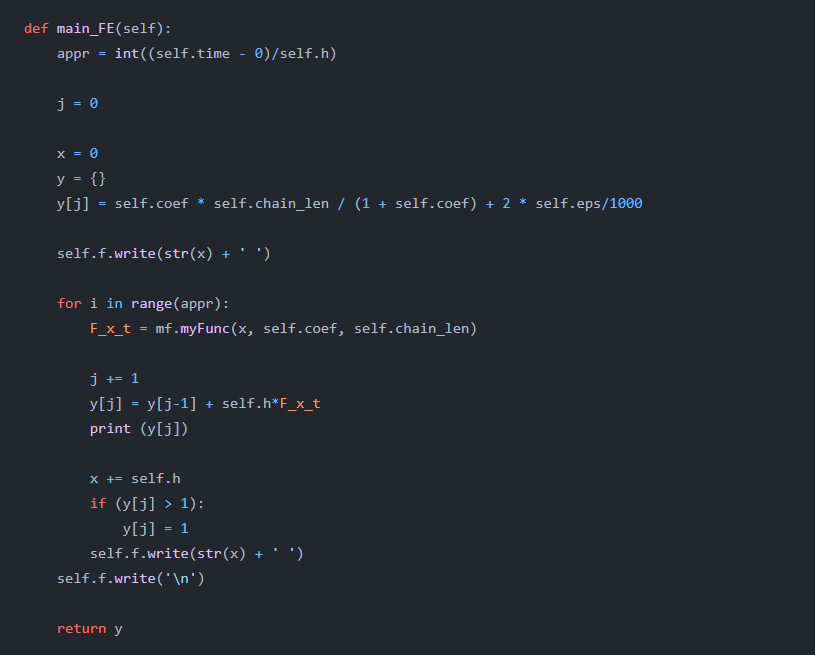 def main_FE(self):
    appr = int((self.time - 0)/self.h)
    j = 0
    x = 0
    y = {}
    y[j] = self.coef * self.chain_len / (1 + self.coef) + 2 * self.eps/1000
    self.f.write(str(x) + ' ')
    for i in range(appr):
        F_x_t = mf.myFunc(x, self.coef, self.chain_len)
        j += 1
        y[j] = y[j-1] + self.h*F_x_t
        print (y[j])
        x += self.h
        if (y[j] > 1):
            y[j] = 1
        self.f.write(str(x) + ' ')
    self.f.write('\n')
    return y